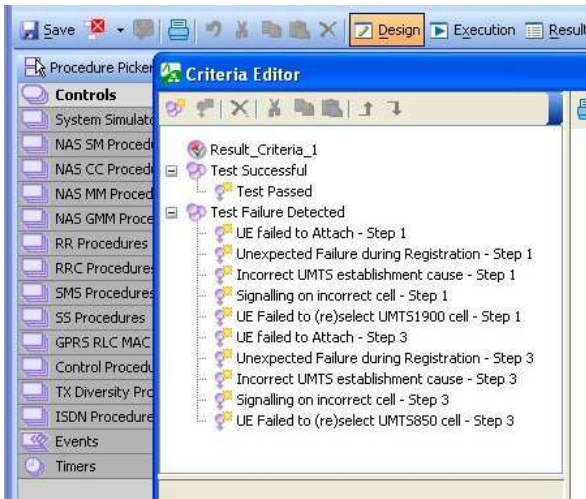 Save Design Execution Result
Procedure Picker
Criteria Editor
Controls
System Simulato
NAS SM Proced
NAS CC Proced
NAS MM Proced
NAS GMM Proce
RR Procedures
RRC Procedures
SMS Procedures
SS Procedures
GPRS RLC MAC
Control Procedu
TX Diversity Pro
ISDN Procedure
Events
Timers
Result_Criteria_1
Test Successful
Test Passed
Test Failure Detected
UE failed to Attach - Step 1
Unexpected Failure during Registration - Step 1
Incorrect UMTS establishment cause - Step 1
Signalling on incorrect cell - Step 1
UE Failed to (re)select UMTS1900 cell - Step 1
UE failed to Attach - Step 3
Unexpected Failure during Registration - Step 3
Incorrect UMTS establishment cause - Step 3
Signalling on incorrect cell - Step 3
UE Failed to (re)select UMTS850 cell - Step 3